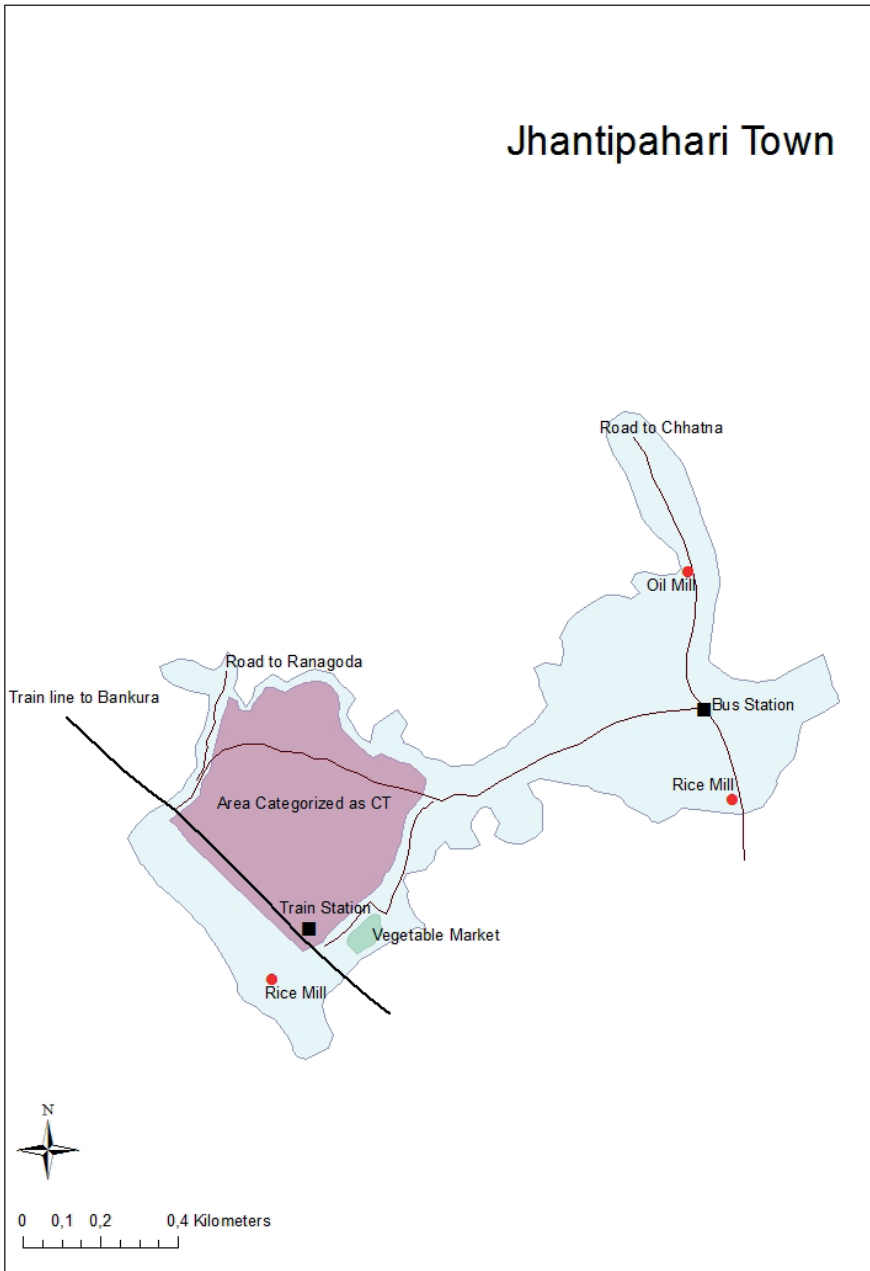 Jhantipahari Town
Road to Chhatna
Oil Mill
Road to Ranagoda
Train line to Bankura
Bus Station
Rice Mill
Area Categorized as CT
Train Station
Vegetable Market
Rice Mill
N
0 0,1 0,2 0,4 Kilometers